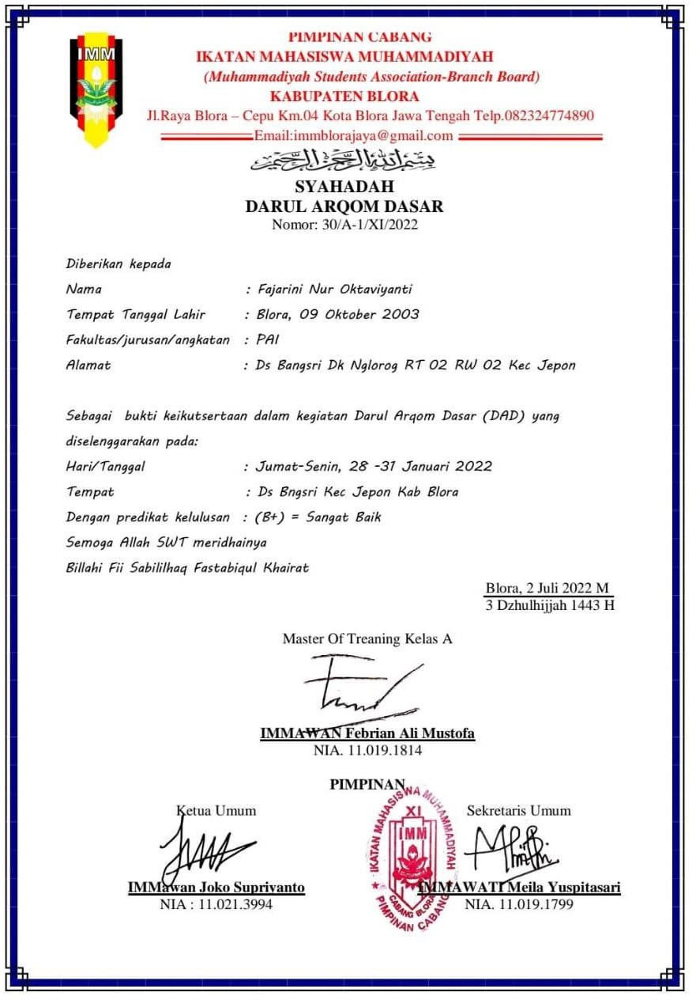 IMM
PIMPINAN CABANG
IKATAN MAHASISWA MUHAMMADIYAH
(Muhammadiyah Students Association-Branch Board)
KABUPATEN BLORA
Jl.Raya Blora – Cepu Km.04 Kota Blora Jawa Tengah Telp.082324774890
Email:immblorajaya@gmail.com
بسم الله الرحمن الرحيم
SYAHADAH
DARUL ARQOM DASAR
Nomor: 30/A-1/XI/2022
Diberikan kepada
Nama : Fajarini Nur Oktaviyanti
Tempat Tanggal Lahir : Blora, 09 Oktober 2003
Fakultas/jurusan/angkatan : PAI
Alamat : Ds Bangsri Dk Nglorog RT 02 RW 02 Kec Jepon
Sebagai bukti keikutsertaan dalam kegiatan Darul Arqom Dasar (DAD) yang
diselenggarakan pada:
Hari/Tanggal : Jumat-Senin, 28 -31 Januari 2022
Tempat : Ds Bngsri Kec Jepon Kab Blora
Dengan predikat kelulusan : (B+) = Sangat Baik
Semoga Allah SWT meridhainya
Billahi Fii Sabililhaq Fastabiqul Khairat
Blora, 2 Juli 2022 M
3 Dzhulhijjah 1443 H
Master Of Treaning Kelas A
IMMAWAN Febrian Ali Mustofa
NIA. 11.019.1814
PIMPINAN
Ketua Umum
Sekretaris Umum
IKATAN MAHASISWA MUHAMMADIYAH
XI
IMM
CABANG BLORA
PIMPINAN CABANG
IMMawan Joko Supriyanto
NIA : 11.021.3994
IMMAWATI Meila Yuspitasari
NIA. 11.019.1799